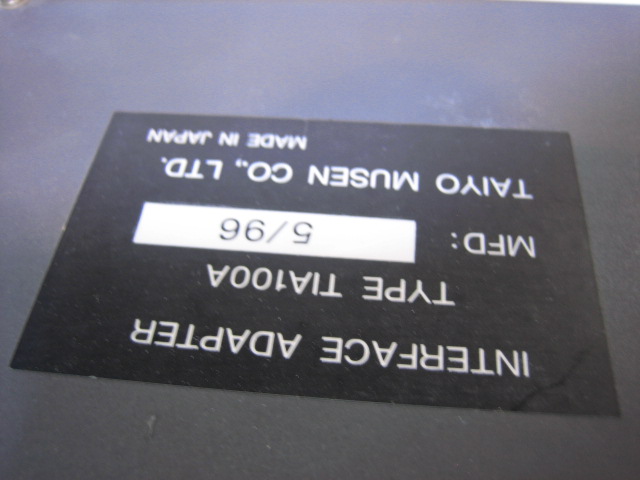 INTERFACE ADAPTER
TYPE TIA100A
MFD: 5/96
TAIYO MUSEN CO., LTD.
MADE IN JAPAN